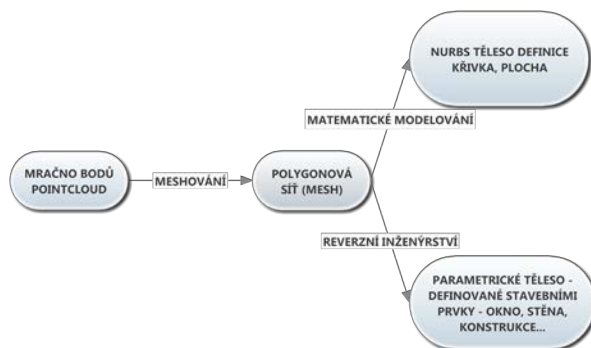 NURBS TĚLESO DEFINICE
KŘIVKA, PLOCHA
MATEMATICKÉ MODELOVÁNÍ
MRAČNO BODŮ
POINTCLOUD
MESHOVÁNÍ
POLYGONOVÁ
SÍŤ (MESH)
REVERZNÍ INŽENÝRSTVÍ
PARAMETRICKÉ TĚLESO -
DEFINOVANÉ STAVEBNÍMI
PRVKY - OKNO, STĚNA,
KONSTRUKCE...